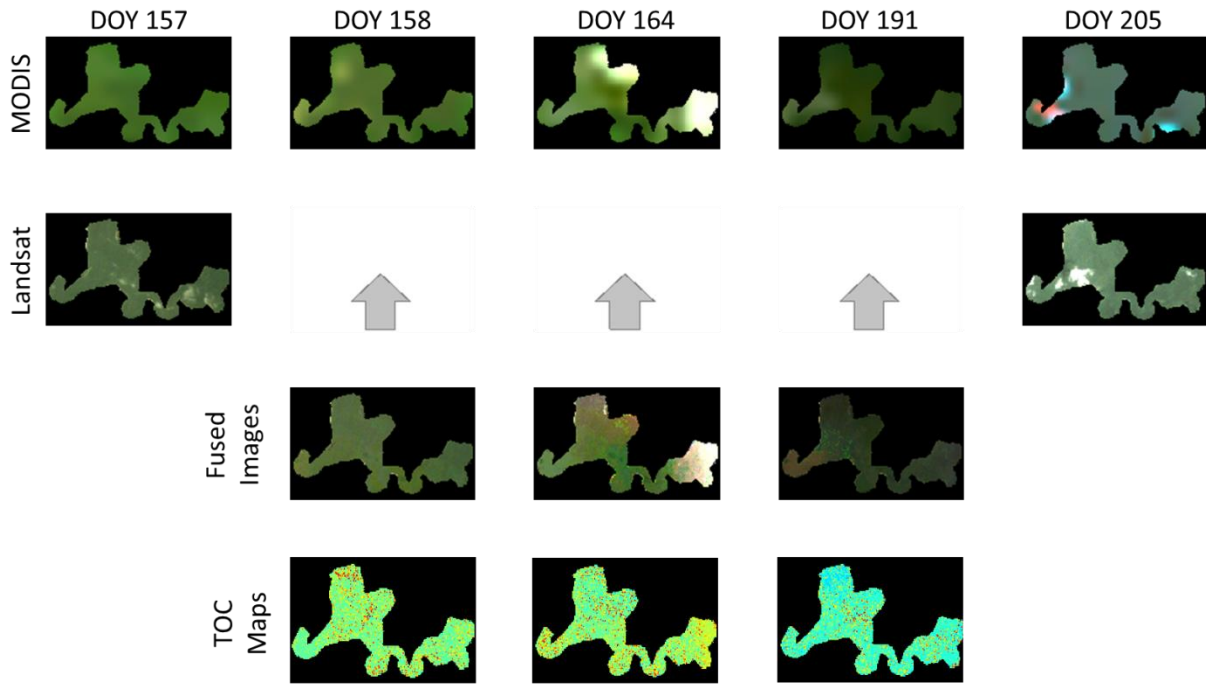 DOY 157
DOY 158
DOY 164
DOY 191
DOY 205
MODIS
Landsat
Fused
Images
TOC
Maps